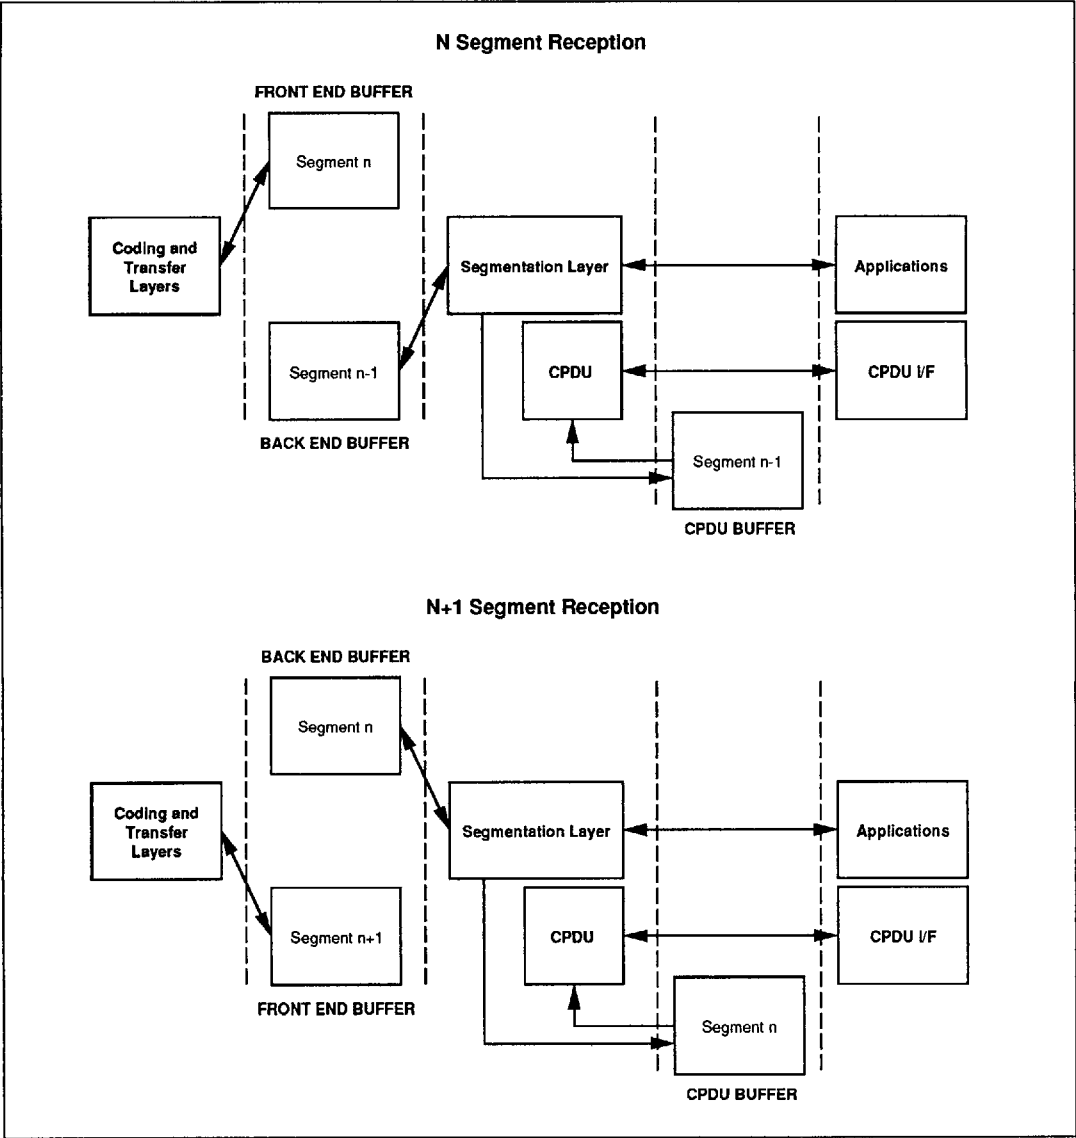 N Segment Reception
FRONT END BUFFER
Segment n
Coding and
Transfer
Layers
Segmentation Layer
Applications
Segment n-1
CPDU
CPDU I/F
BACK END BUFFER
Segment n-1
CPDU BUFFER
N+1 Segment Reception
BACK END BUFFER
Segment n
Coding and
Transfer
Layers
Segmentation Layer
Applications
Segment n+1
CPDU
CPDU I/F
FRONT END BUFFER
Segment n
CPDU BUFFER